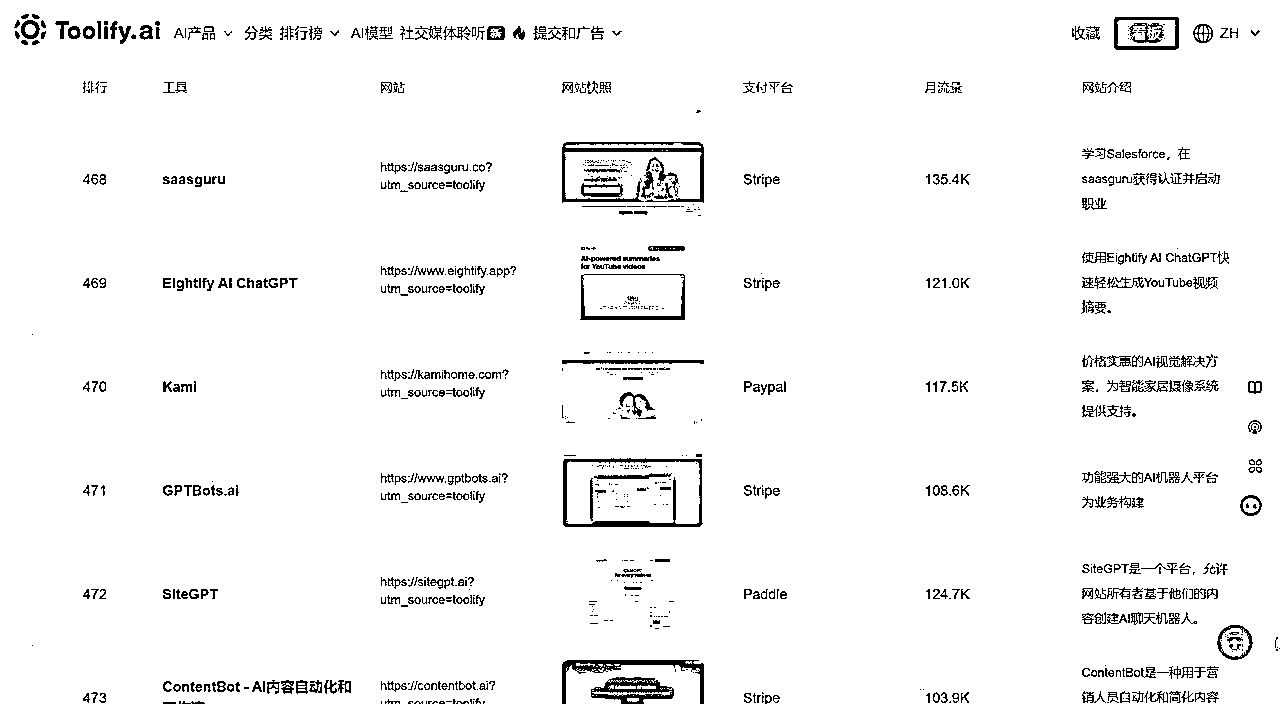 Toolify.ai AI产品 分类 排行榜 AI模型 社交媒体聆听 新 提交和广告 收藏 看板 ZH
排行 工具 网站 网站快照 支付平台 月流量 网站介绍
468 saasguru https://saasguru.co?utm_source=toolify Stripe 135.4K 学习Salesforce，在
saasguru获得认证并启动
职业
469 Eightify AI ChatGPT https://www.eightify.app?
utm_source=toolify
AI-powered summaries
for YouTube videos
Stripe 121.0K 使用Eightify AI ChatGPT快
速轻松生成YouTube视频
摘要。
470 Kami https://kamihome.com?
utm_source=toolify
Paypal 117.5K 价格实惠的AI视觉解决方
案，为智能家居摄像系统
提供支持。
471 GPTBots.ai https://www.gptbots.ai?
utm_source=toolify
Stripe 108.6K 功能强大的AI机器人平台
为业务构建
472 SiteGPT https://sitegpt.ai?
utm_source=toolify
Paddle 124.7K SiteGPT是一个平台，允许
网站所有者基于他们的内
容创建AI聊天机器人。
473 ContentBot - AI内容自动化和
https://contentbot.ai?
utm_source=toolify
Stripe 103.9K ContentBot是一种用于营
销人员自动化和简化内容